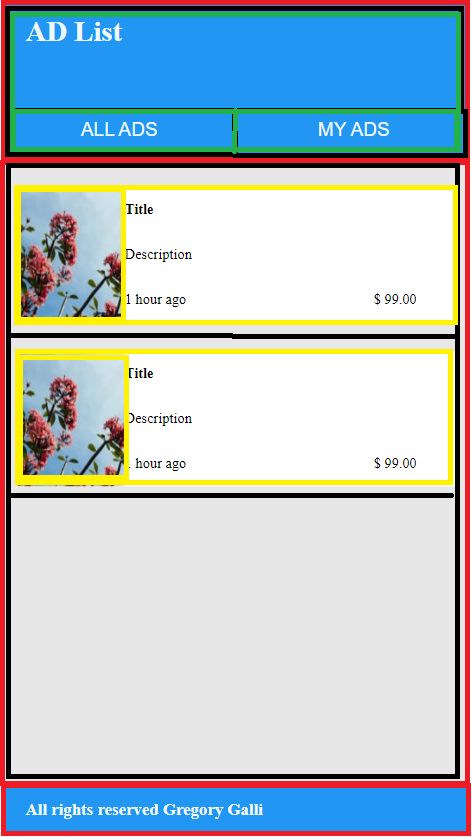 AD List
ALL ADS MY ADS
Title
Description
1 hour ago $ 99.00
Title
Description
1 hour ago $ 99.00
All rights reserved Gregory Galli